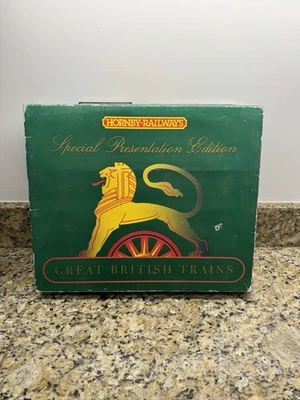 HORNBY·RAILWAYS
Special Presentation Edition
GREAT·BRITISH TRAINS